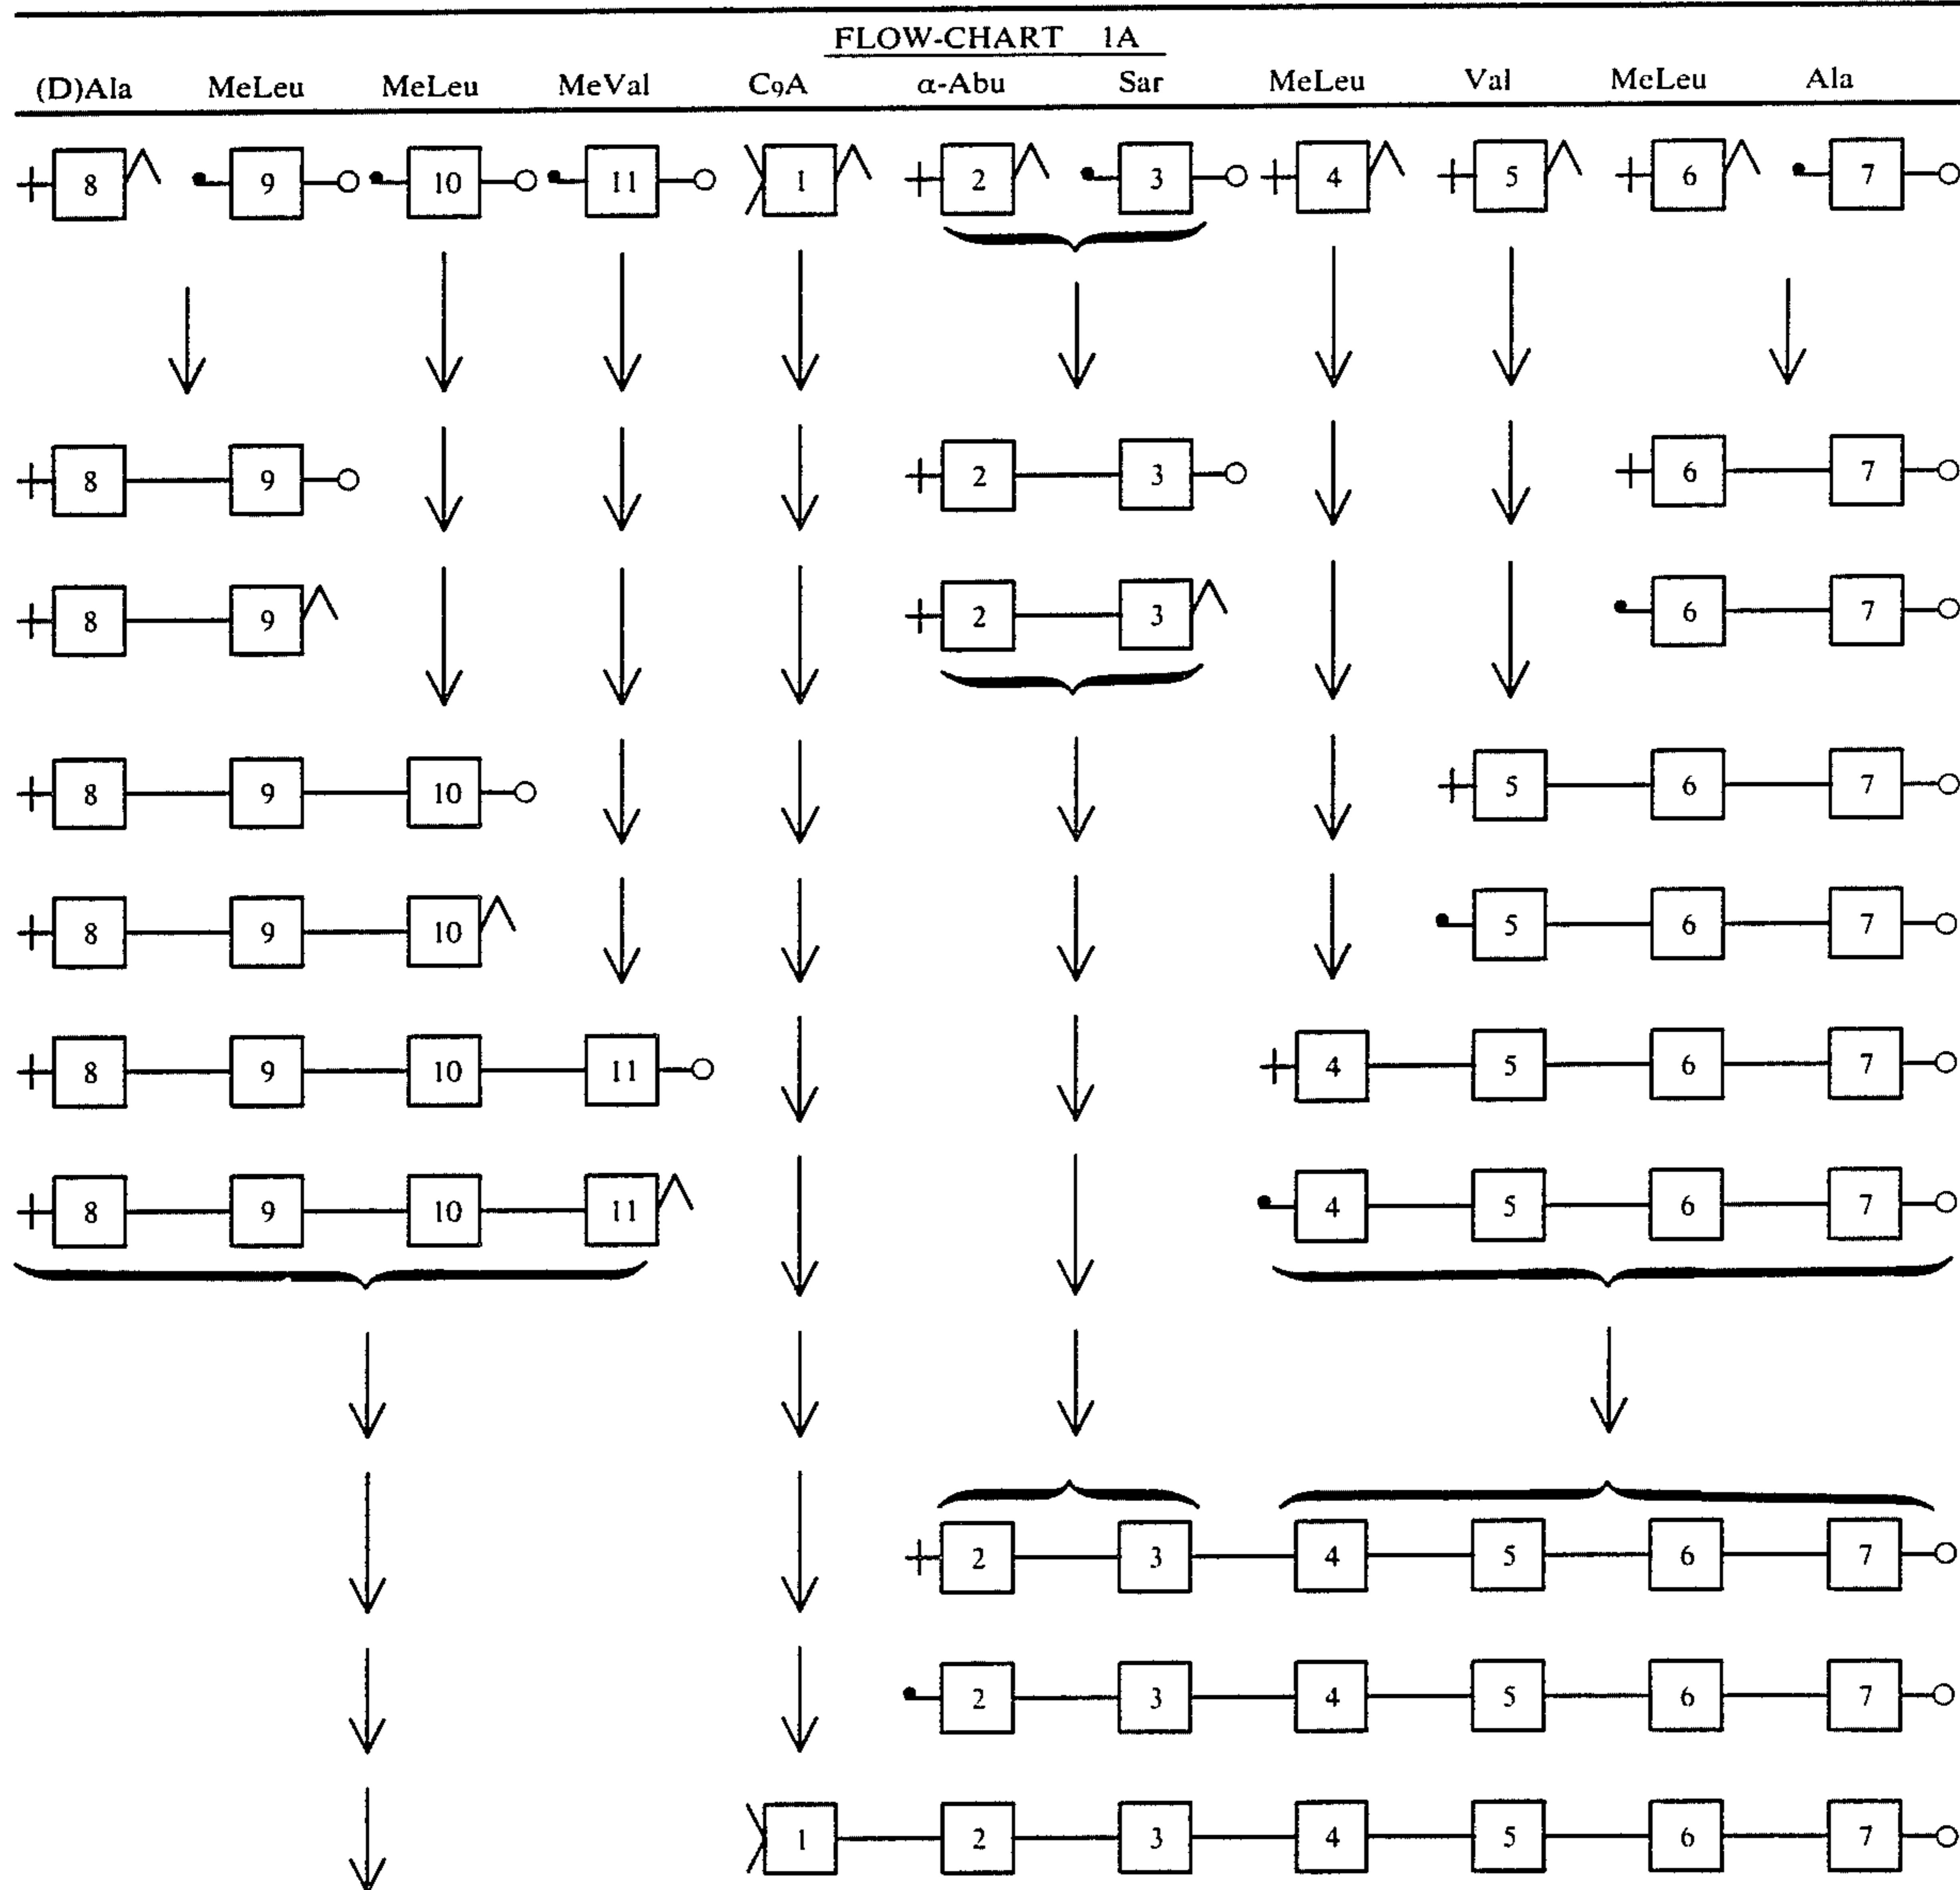 FLOW-CHART 1A
(D)Ala MeLeu MeLeu MeVal C9A α-Abu Sar MeLeu Val MeLeu Ala
8 9 10 11 1 2 3 4 5 6 7
8 9 2 3 6 7
8 9 2 3 6 7
8 9 10 5 6 7
8 9 10 5 6 7
8 9 10 11 4 5 6 7
8 9 10 11 4 5 6 7
2 3 4 5 6 7
2 3 4 5 6 7
1 2 3 4 5 6 7